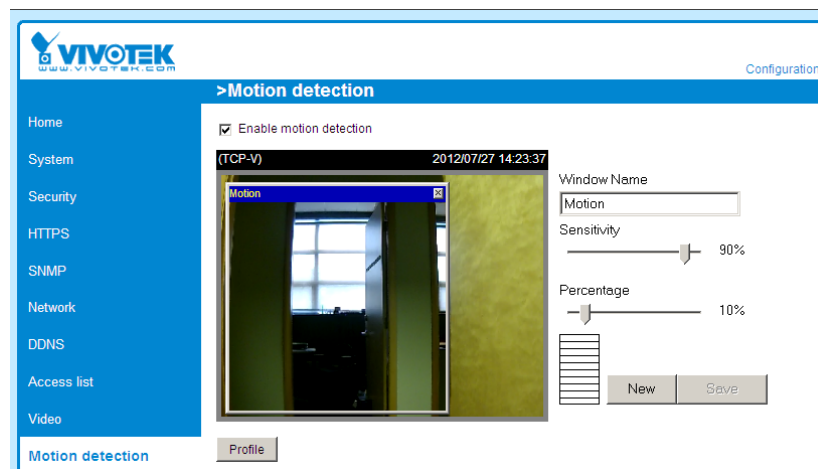 VIVOTEK
www.vivotek.com
Configuration
>Motion detection
Home
System
Security
HTTPS
SNMP
Network
DDNS
Access list
Video
Motion detection
Enable motion detection
(TCP-V) 2012/07/27 14:23:37
Motion
Window Name
Motion
Sensitivity
90%
Percentage
10%
New Save
Profile